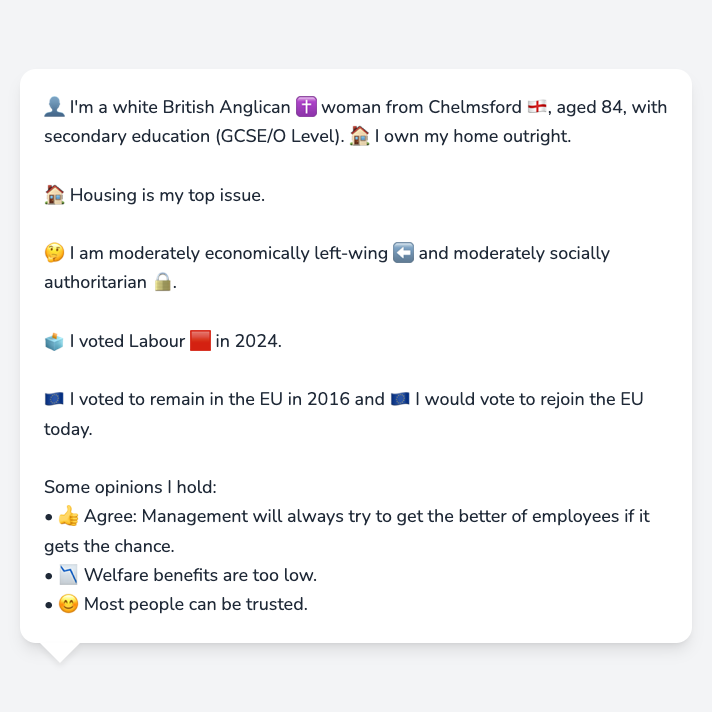 👤 I'm a white British Anglican ✝️ woman from Chelmsford 🏴󠁧󠁢󠁥󠁮󠁧󠁿, aged 84, with
secondary education (GCSE/O Level). 🏠 I own my home outright.
🏠 Housing is my top issue.
🤔 I am moderately economically left-wing ⬅️ and moderately socially
authoritarian 🔒.
🗳️ I voted Labour 🟥 in 2024.
🇪🇺 I voted to remain in the EU in 2016 and 🇪🇺 I would vote to rejoin the EU
today.
Some opinions I hold:
• 👍 Agree: Management will always try to get the better of employees if it
gets the chance.
• 📉 Welfare benefits are too low.
• 😊 Most people can be trusted.